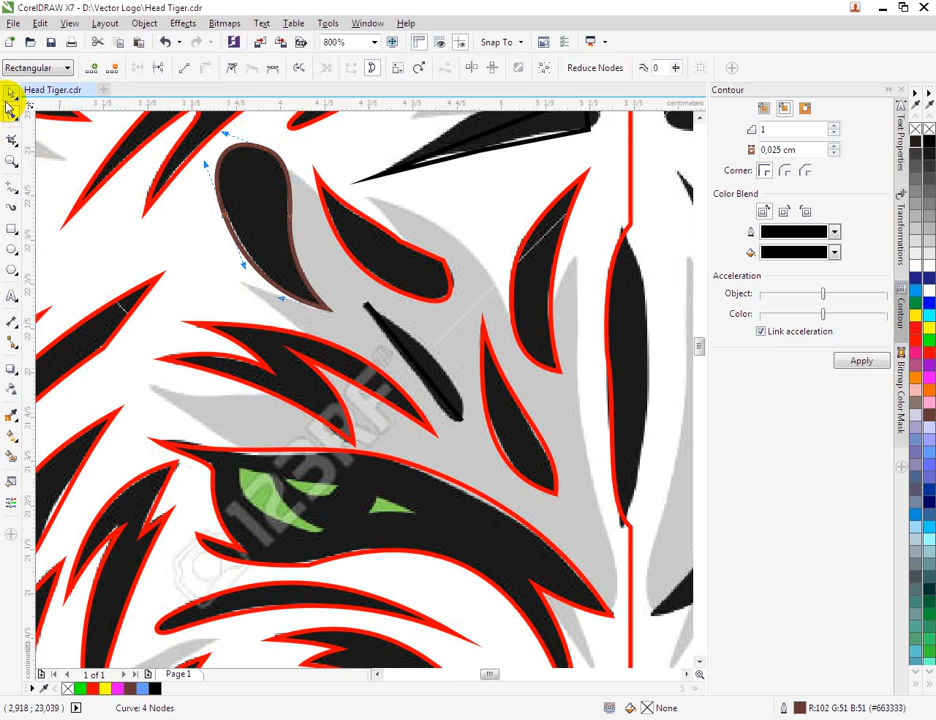 CorelDRAW X7 - D:\Vector Logo\Head Tiger.cdr
File Edit View Layout Object Effects Bitmaps Text Table Tools Window Help
800% Snap To
Rectangular Reduce Nodes 0
Head Tiger.cdr
centimeters
Contour
1
0,025 cm
Corner:
Color Blend
Acceleration
Object:
Color:
Link acceleration
Apply
Text Properties
Transformations
Contour
Bitmap Color Mask
123RF
1 of 1 Page 1
( 2,918 ; 23,039 ) Curve: 4 Nodes None R:102 G:51 B:51 (#663333)